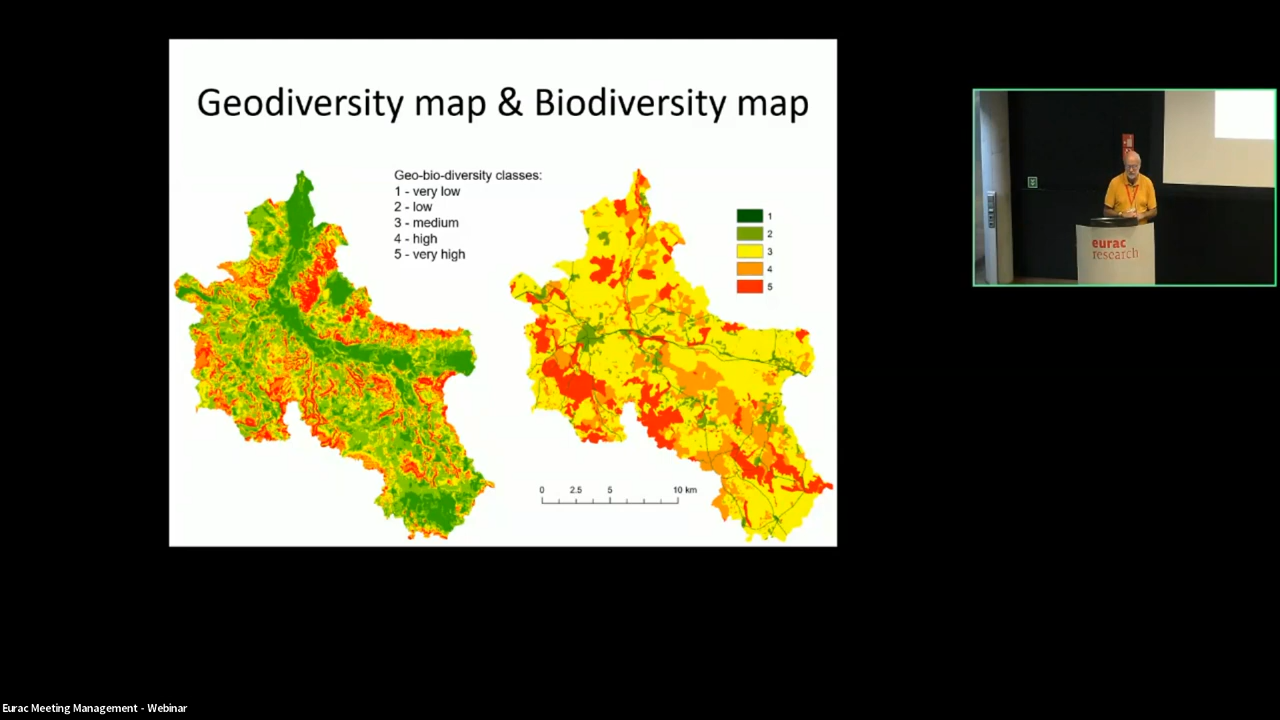 Geodiversity map & Biodiversity map
Geo-bio-diversity classes:
1 - very low
2 - low
3 - medium
4 - high
5 - very high
1
2
3
4
5
0 2.5 5 10 km
eurac
research
Eurac Meeting Management - Webinar